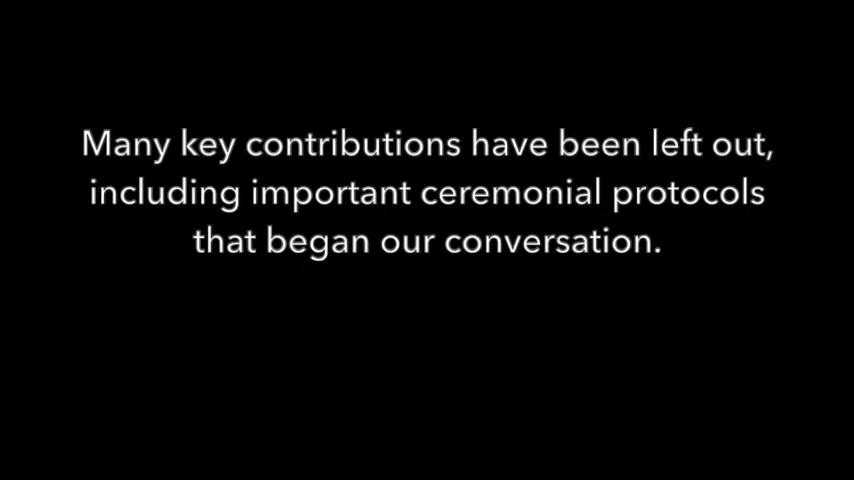 Many key contributions have been left out,
including important ceremonial protocols
that began our conversation.